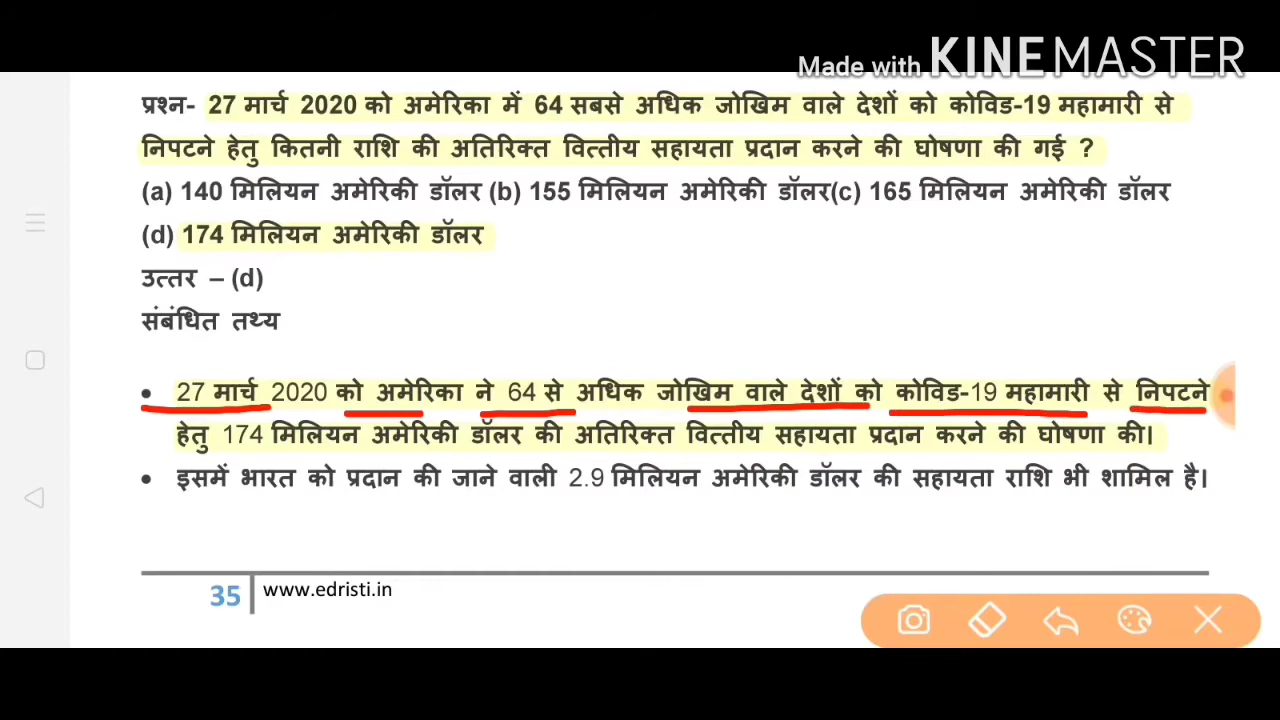 Made with KINEMASTER
प्रश्न- 27 मार्च 2020 को अमेरिका में 64 सबसे अधिक जोखिम वाले देशों को कोविड-19 महामारी से
निपटने हेतु कितनी राशि की अतिरिक्त वित्तीय सहायता प्रदान करने की घोषणा की गई ?
(a) 140 मिलियन अमेरिकी डॉलर (b) 155 मिलियन अमेरिकी डॉलर(c) 165 मिलियन अमेरिकी डॉलर
(d) 174 मिलियन अमेरिकी डॉलर
उत्तर – (d)
संबंधित तथ्य
• 27 मार्च 2020 को अमेरिका ने 64 से अधिक जोखिम वाले देशों को कोविड-19 महामारी से निपटने
हेतु 174 मिलियन अमेरिकी डॉलर की अतिरिक्त वित्तीय सहायता प्रदान करने की घोषणा की।
• इसमें भारत को प्रदान की जाने वाली 2.9 मिलियन अमेरिकी डॉलर की सहायता राशि भी शामिल है।
35 www.edristi.in